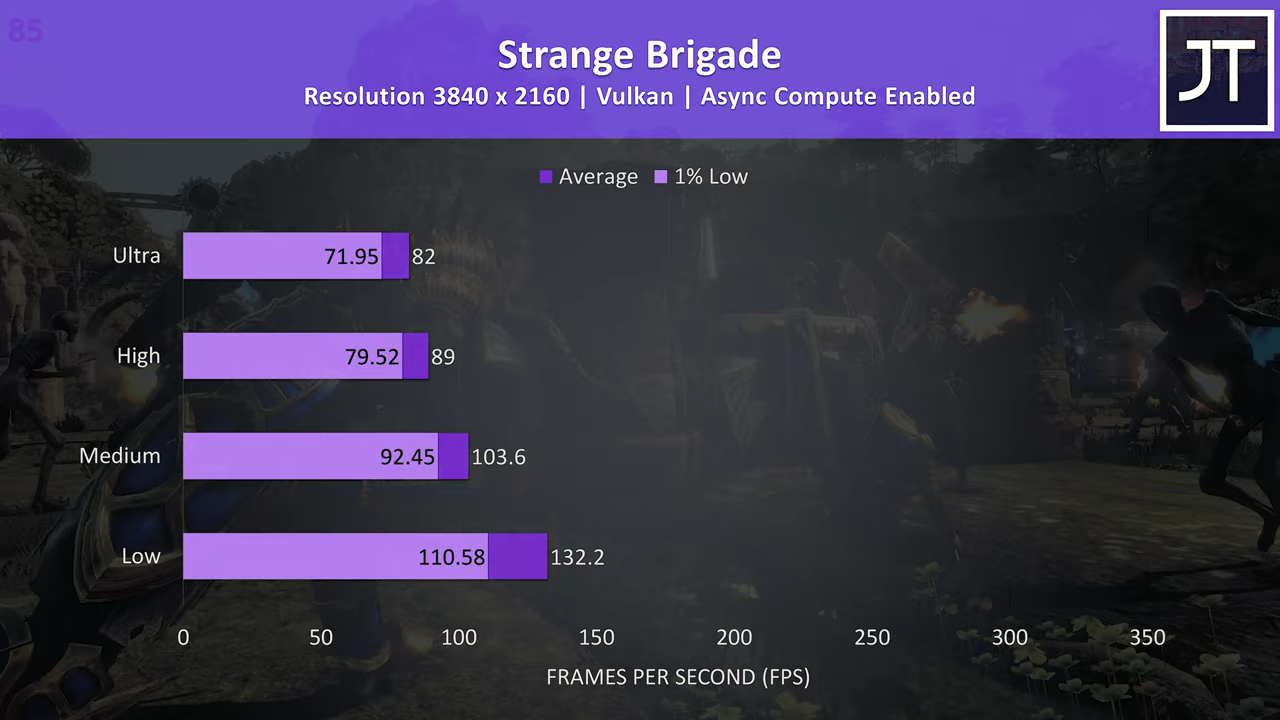 85
Strange Brigade
Resolution 3840 x 2160 | Vulkan | Async Compute Enabled
JT
Average 1% Low
Ultra 71.95 82
High 79.52 89
Medium 92.45 103.6
Low 110.58 132.2
0 50 100 150 200 250 300 350
FRAMES PER SECOND (FPS)